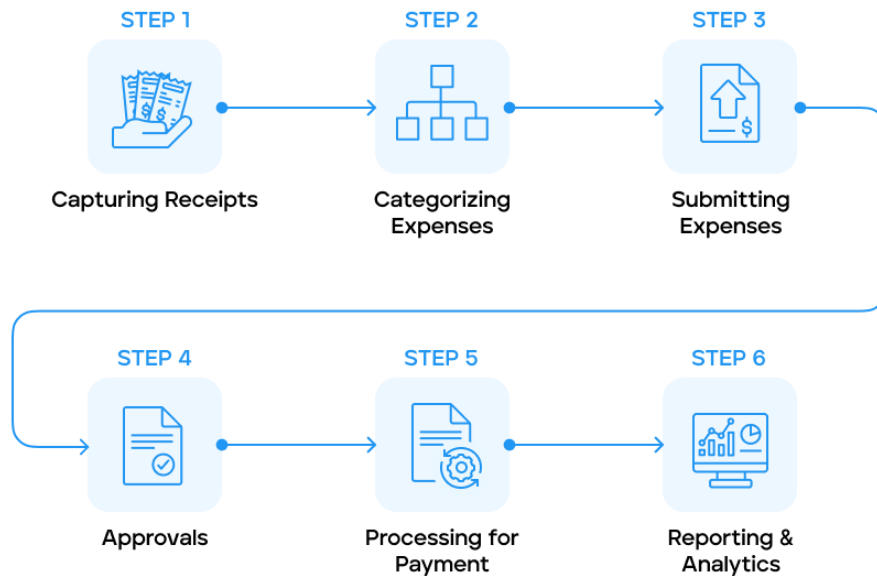 STEP 1
STEP 2
STEP 3
Capturing Receipts
Categorizing
Expenses
Submitting
Expenses
STEP 4
STEP 5
STEP 6
Approvals
Processing for
Payment
Reporting &
Analytics